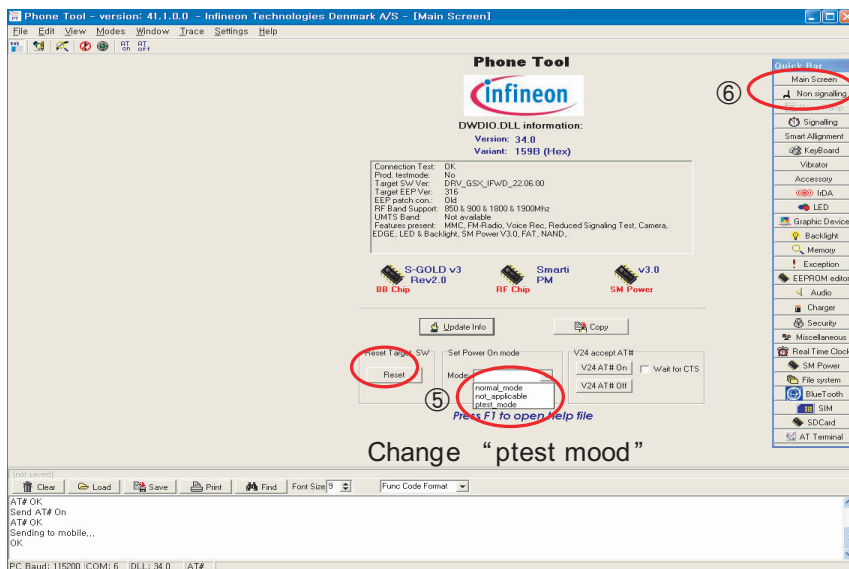 Phone Tool - version: 41.1.0.0 - Infineon Technologies Denmark A/S - [Main Screen]
File Edit View Modes Window Trace Settings Help
AT on AT off
Phone Tool
infineon
DWDIO.DLL information:
Version: 34.0
Variant: 159B (Hex)
Connection Test: OK
Prod. testmode: No
Target SW Ver: DRV_GSX_IFWD_22.06.00
Target EEP Ver: 316
EEP patch con.: Old
RF Band Support: 850 & 900 & 1800 & 1900Mhz
UMTS Band: Not available
Features present: MMC, FM-Radio, Voice Rec, Reduced Signaling Test, Camera,
EDGE, LED & Backlight, SM Power V3.0, FAT, NAND,
S-GOLD v3
Rev2.0
BB Chip
Smarti
PM
RF Chip
v3.0
SM Power
Update Info
Copy
Reset Target SW
Reset
Set Power On mode
Mode:
normal_mode
not_applicable
ptest_mode
⑤
V24 accept AT#
V24 AT# On
Wait for CTS
V24 AT# Off
Press F1 to open Help file
Change “ptest mood”
⑥
Quick Bar
Main Screen
Non signalling
Signalling
Smart Allignment
KeyBoard
Vibrator
Accessory
IrDA
LED
Graphic Device
Backlight
Memory
Exception
EEPROM editor
Audio
Charger
Security
Miscellaneous
Real Time Clock
SM Power
File system
BlueTooth
SIM
SDCard
AT Terminal
(not saved)
Clear Load Save Print Find Font Size 9 Func Code Format
AT# OK
Send AT# On
AT# OK
Sending to mobile,,,
OK
PC Baud: 115200 COM: 6 DLL: 34.0 AT#